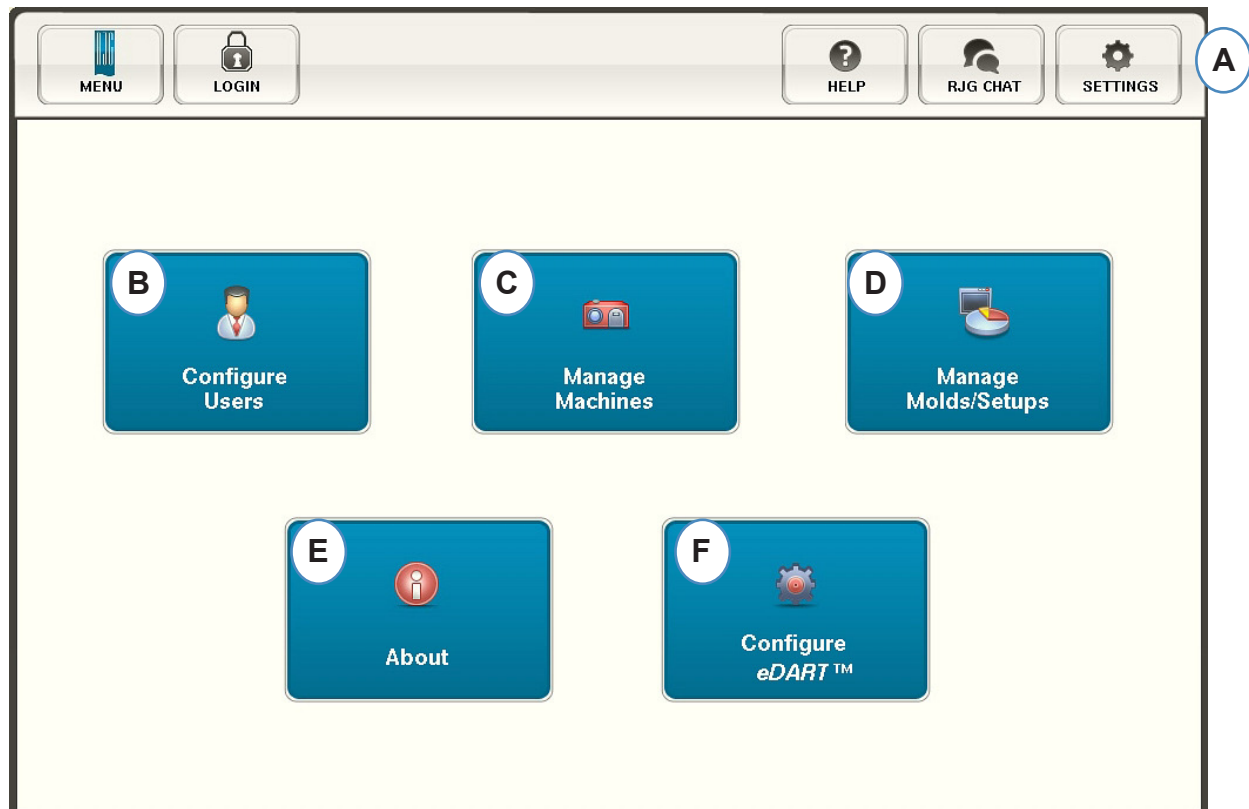 MENU
LOGIN
HELP
RJG CHAT
SETTINGS
A
B
Configure
Users
C
Manage
Machines
D
Manage
Molds/Setups
E
About
F
Configure
eDART™